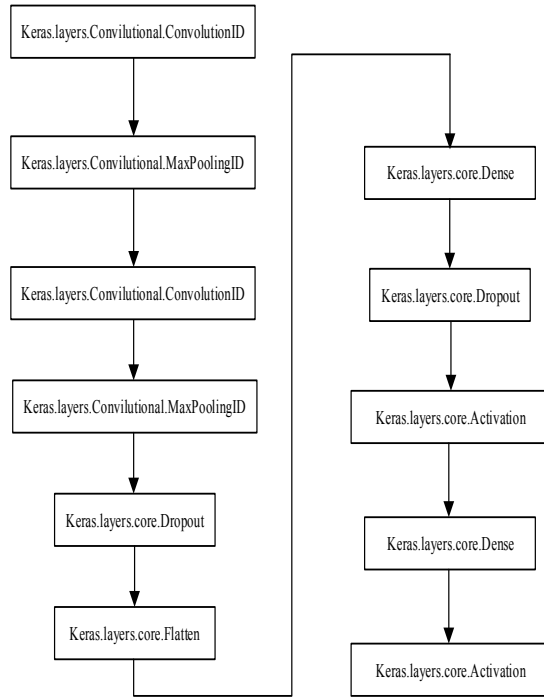 Keras.layers.Convilutional.ConvolutionID
Keras.layers.Convilutional.MaxPoolingID
Keras.layers.Convilutional.ConvolutionID
Keras.layers.Convilutional.MaxPoolingID
Keras.layers.core.Dropout
Keras.layers.core.Flatten
Keras.layers.core.Dense
Keras.layers.core.Dropout
Keras.layers.core.Activation
Keras.layers.core.Dense
Keras.layers.core.Activation